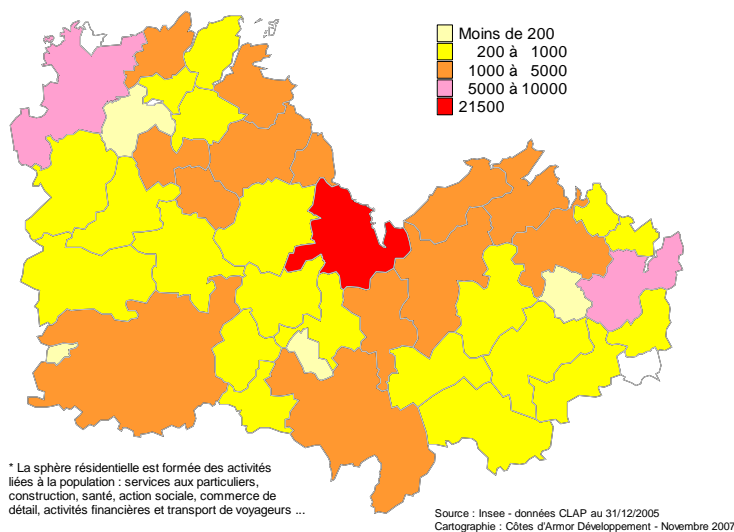 Moins de 200
200 à 1000
1000 à 5000
5000 à 10000
21500
* La sphère résidentielle est formée des activités
liées à la population : services aux particuliers,
construction, santé, action sociale, commerce de
détail, activités financières et transport de voyageurs ...
Source : Insee - données CLAP au 31/12/2005
Cartographie : Côtes d'Armor Développement - Novembre 2007